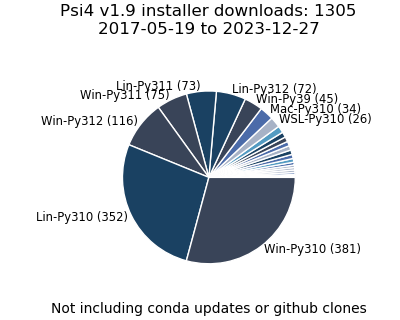 Psi4 v1.9 installer downloads: 1305
2017-05-19 to 2023-12-27
Lin-Py311 (73)
Lin-Py312 (72)
Win-Py311 (75)
Win-Py39 (45)
Mac-Py310 (34)
Win-Py312 (116)
WSL-Py310 (26)
Lin-Py310 (352)
Win-Py310 (381)
Not including conda updates or github clones